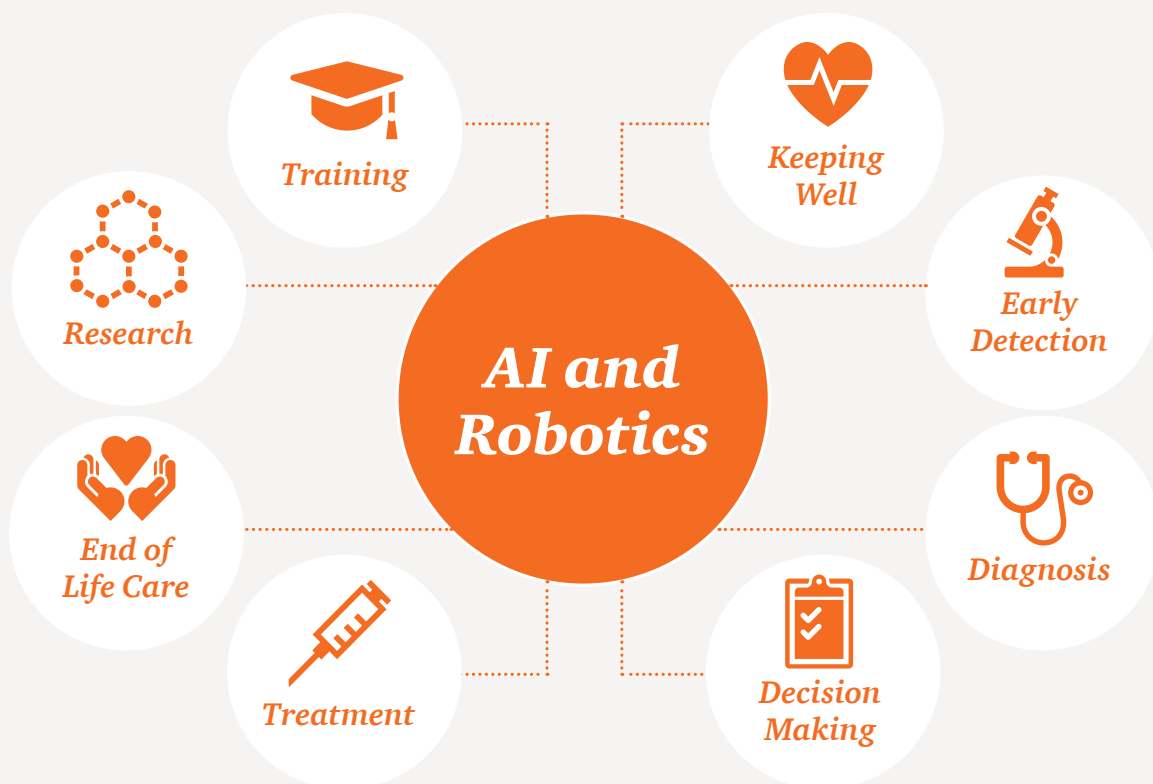 Training
Keeping
Well
Research
Early
Detection
AI and
Robotics
End of
Life Care
Diagnosis
Treatment
Decision
Making